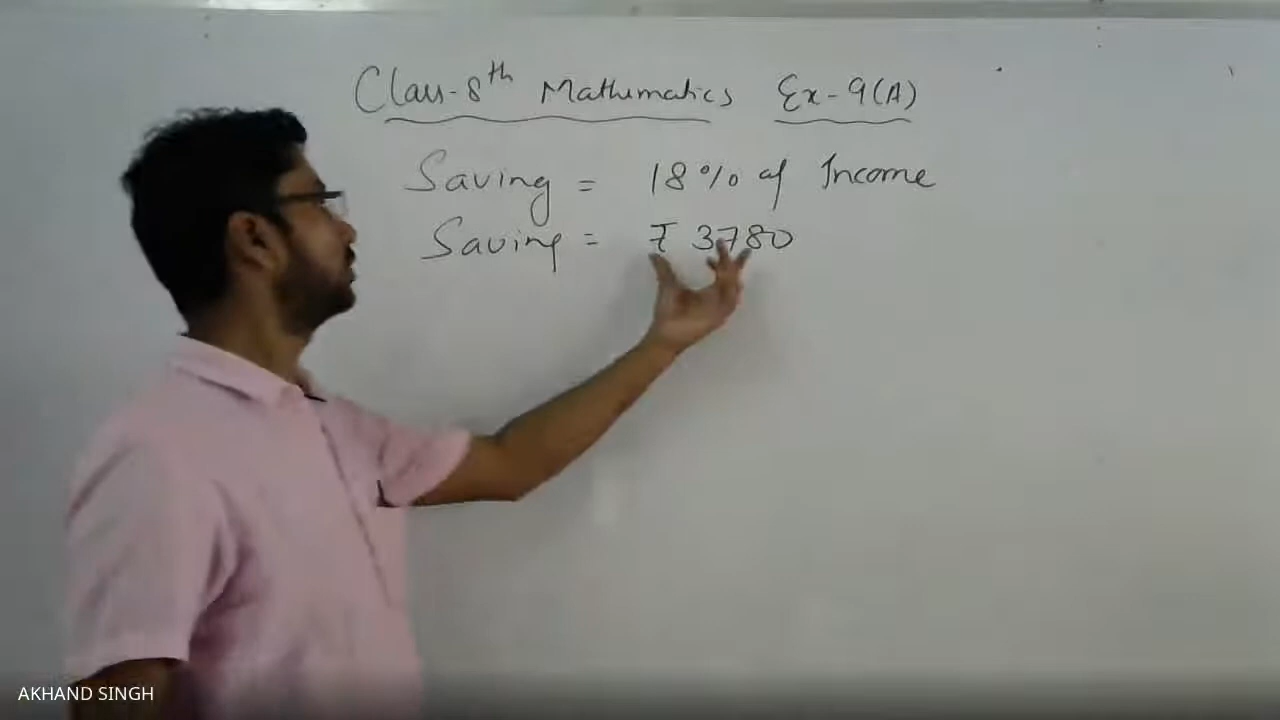 Class-8th Mathematics Ex-9(A)
Saving = 18% of Income
Saving = ₹ 3780
AKHAND SINGH